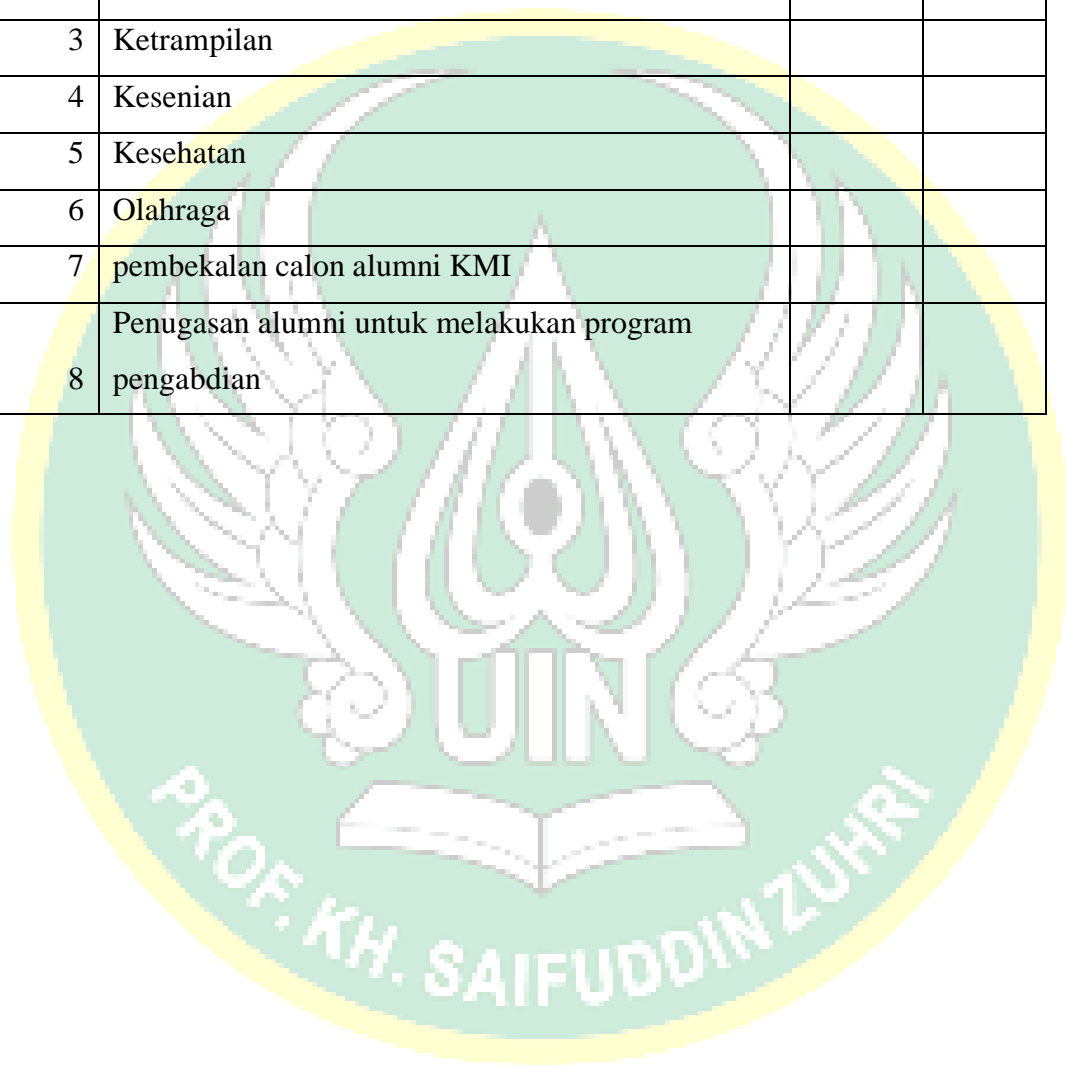 3 Ketrampilan
4 Kesenian
5 Kesehatan
6 Olahraga
7 pembekalan calon alumni KMI
Penugasan alumni untuk melakukan program
8 pengabdian
UIN
PROF. KH. SAIFUDDIN ZUHRI